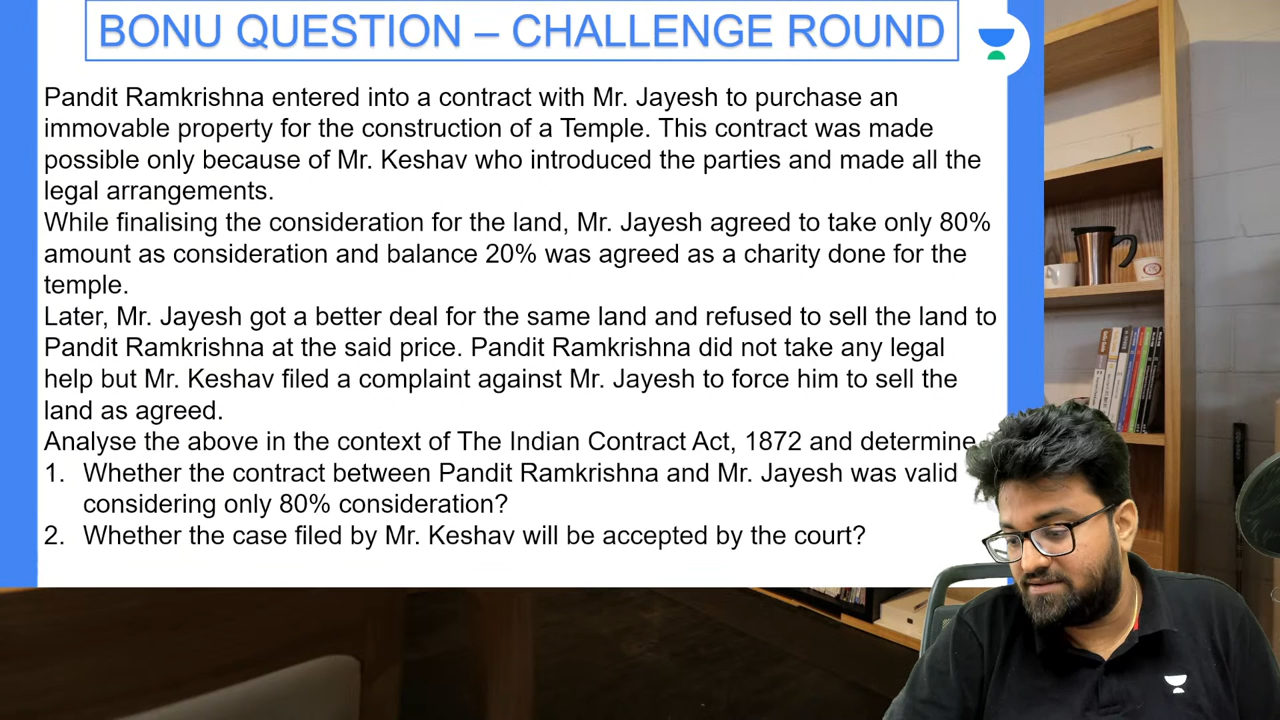 BONU QUESTION – CHALLENGE ROUND
Pandit Ramkrishna entered into a contract with Mr. Jayesh to purchase an
immovable property for the construction of a Temple. This contract was made
possible only because of Mr. Keshav who introduced the parties and made all the
legal arrangements.
While finalising the consideration for the land, Mr. Jayesh agreed to take only 80%
amount as consideration and balance 20% was agreed as a charity done for the
temple.
Later, Mr. Jayesh got a better deal for the same land and refused to sell the land to
Pandit Ramkrishna at the said price. Pandit Ramkrishna did not take any legal
help but Mr. Keshav filed a complaint against Mr. Jayesh to force him to sell the
land as agreed.
Analyse the above in the context of The Indian Contract Act, 1872 and determine
1. Whether the contract between Pandit Ramkrishna and Mr. Jayesh was valid
considering only 80% consideration?
2. Whether the case filed by Mr. Keshav will be accepted by the court?